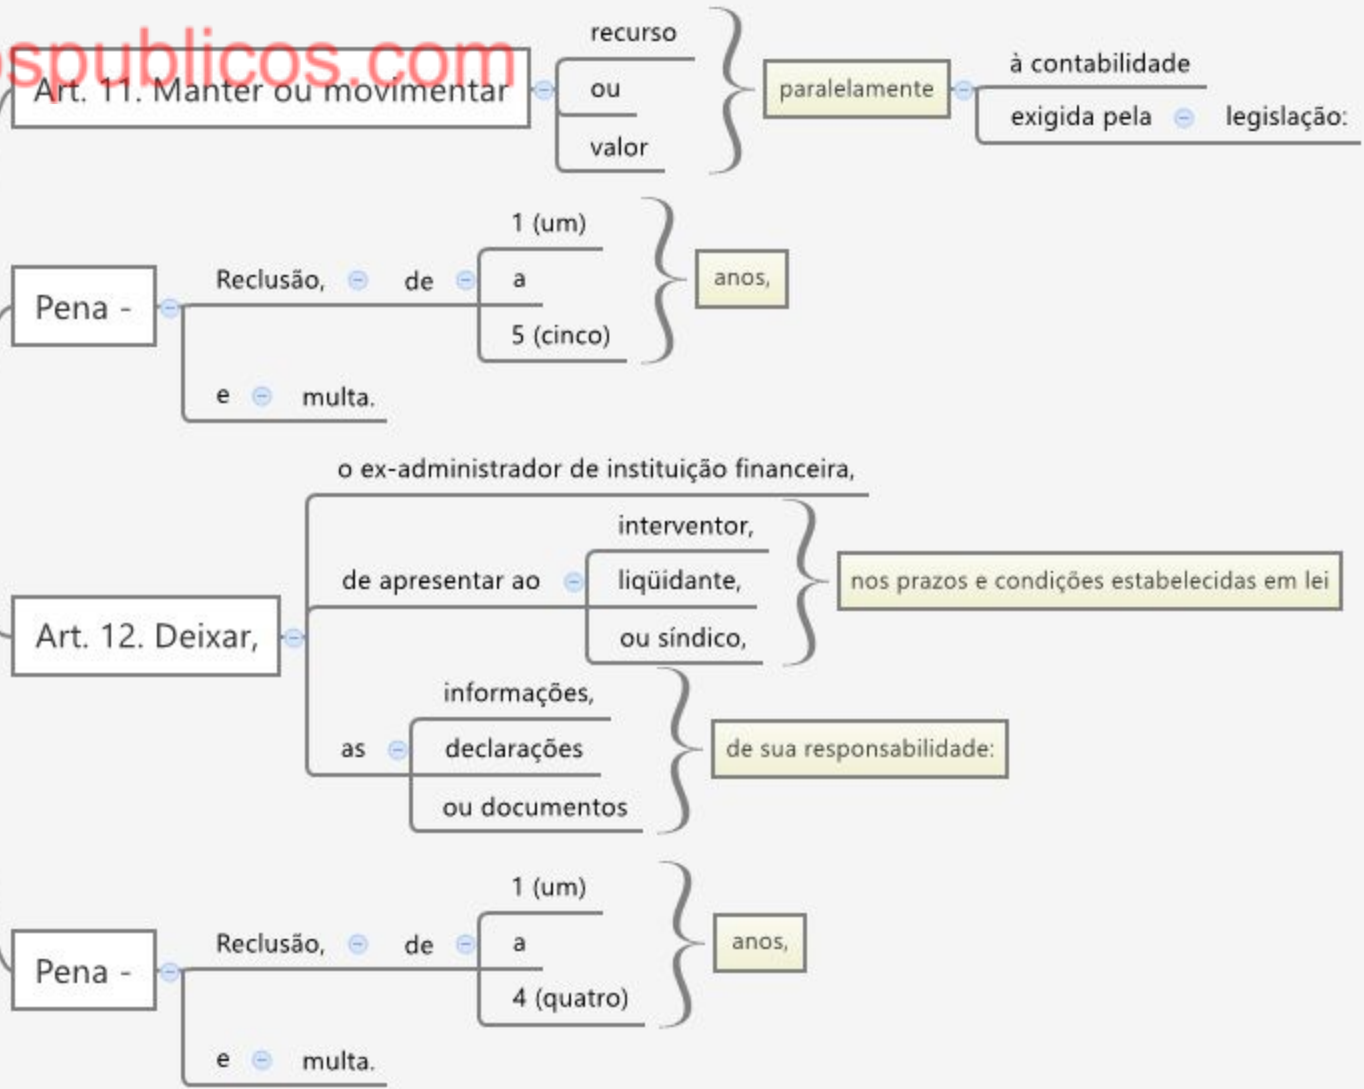 ospublicos.com
Art. 11. Manter ou movimentar
recurso
ou
valor
paralelamente
à contabilidade
exigida pela
legislação:
Pena -
Reclusão,
de
1 (um)
a
5 (cinco)
anos,
e
multa.
Art. 12. Deixar,
o ex-administrador de instituição financeira,
de apresentar ao
interventor,
liqüidante,
ou síndico,
nos prazos e condições estabelecidas em lei
as
informações,
declarações
ou documentos
de sua responsabilidade:
Pena -
Reclusão,
de
1 (um)
a
4 (quatro)
anos,
e
multa.